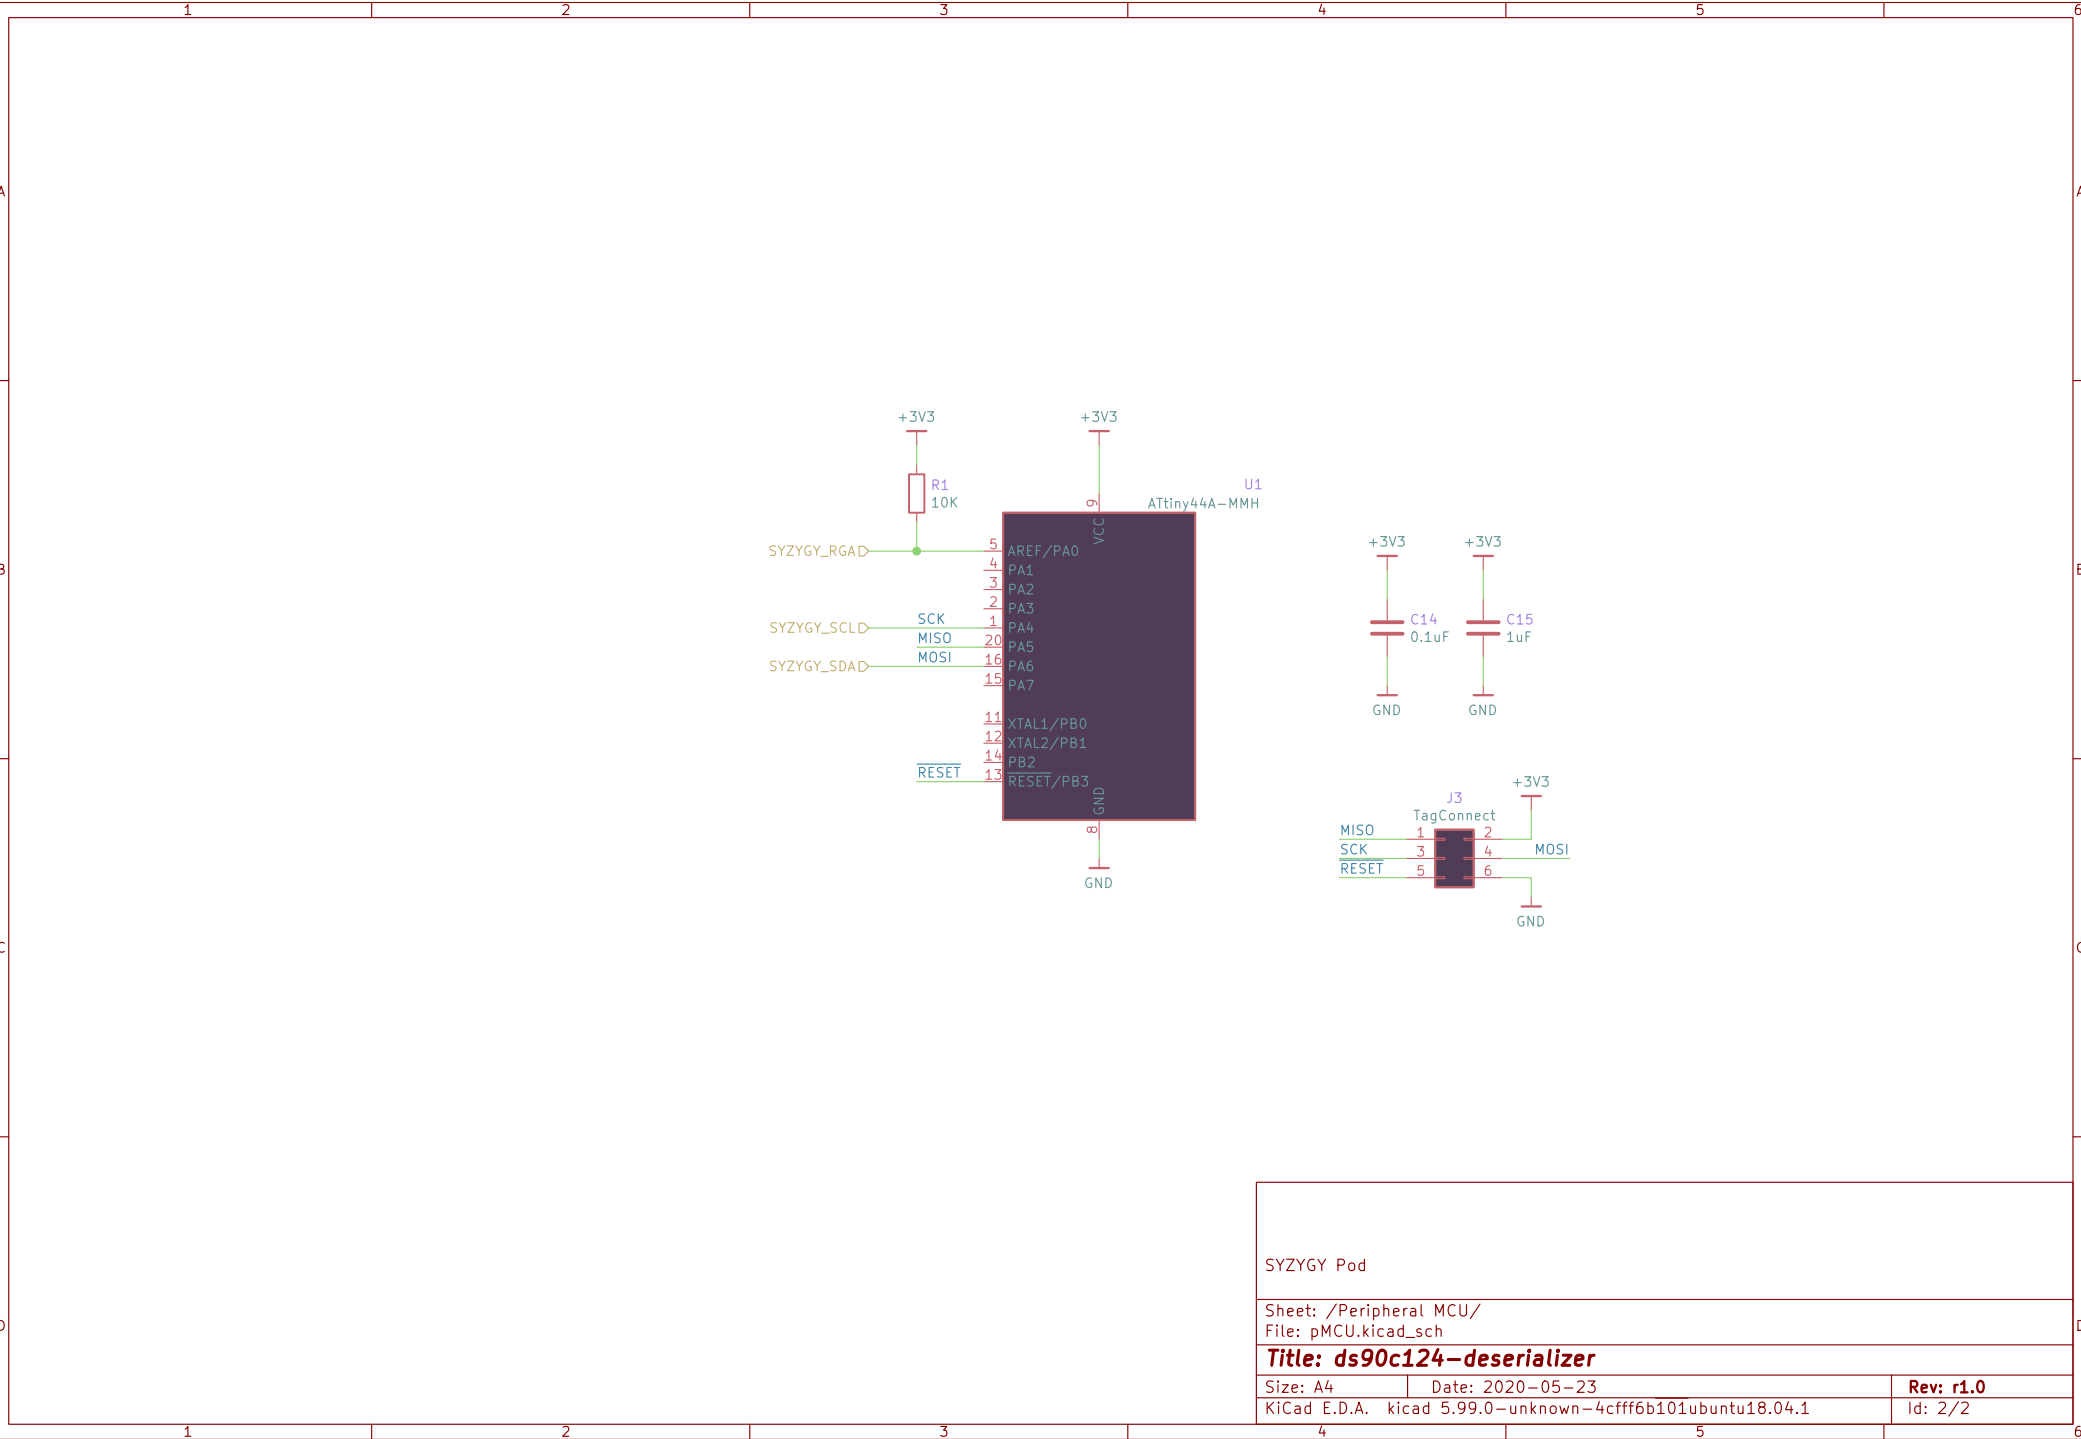 1 2 3 4 5 6
A A
B B
C C
D D
+3V3 +3V3
R1
10K
U1
ATtiny44A-MMH
9
VCC
SYZYGY_RGA 5 AREF/PA0
4 PA1
3 PA2
2 PA3
SYZYGY_SCL SCK 1 PA4
MISO 20 PA5
SYZYGY_SDA MOSI 16 PA6
15 PA7
11 XTAL1/PB0
12 XTAL2/PB1
14 PB2
RESET 13 RESET/PB3
GND
8
GND
+3V3 +3V3
C14 C15
0.1uF 1uF
GND GND
+3V3
J3
TagConnect
MISO 1 2
SCK 3 4 MOSI
RESET 5 6
GND
SYZYGY Pod
Sheet: /Peripheral MCU/
File: pMCU.kicad_sch
Title: ds90c124-deserializer
Size: A4 Date: 2020-05-23 Rev: r1.0
KiCad E.D.A. kicad 5.99.0-unknown-4cfff6b101ubuntu18.04.1 Id: 2/2
1 2 3 4 5 6